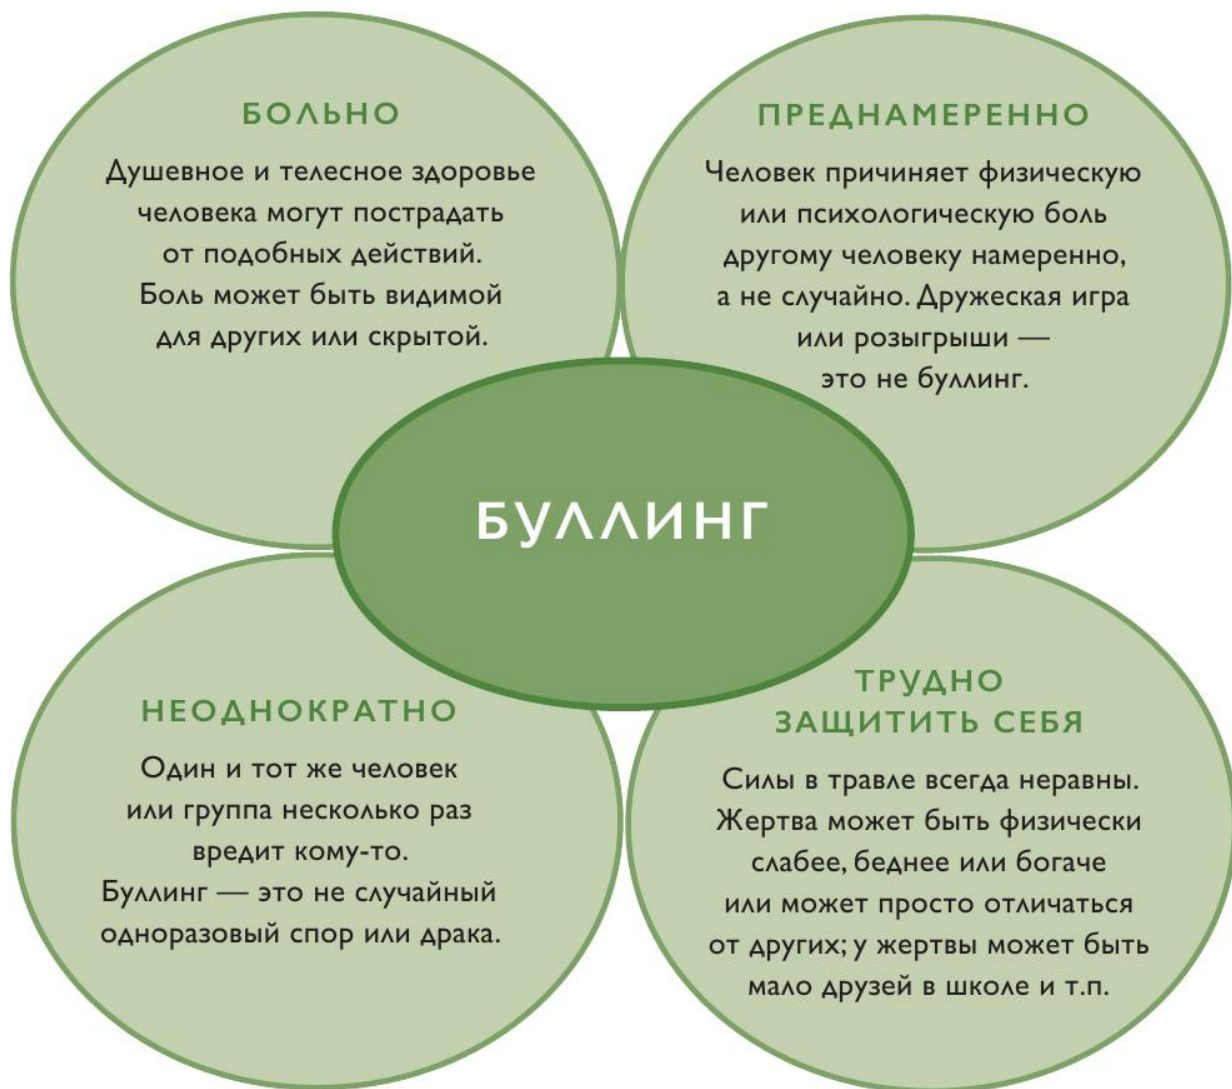 БОЛЬНО
Душевное и телесное здоровье
человека могут пострадать
от подобных действий.
Боль может быть видимой
для других или скрытой.
ПРЕДНАМЕРЕННО
Человек причиняет физическую
или психологическую боль
другому человеку намеренно,
а не случайно. Дружеская игра
или розыгрыши —
это не буллинг.
БУЛЛИНГ
НЕОДНОКРАТНО
Один и тот же человек
или группа несколько раз
вредит кому-то.
Буллинг — это не случайный
одноразовый спор или драка.
ТРУДНО
ЗАЩИТИТЬ СЕБЯ
Силы в травле всегда неравны.
Жертва может быть физически
слабее, беднее или богаче
или может просто отличаться
от других; у жертвы может быть
мало друзей в школе и т.п.